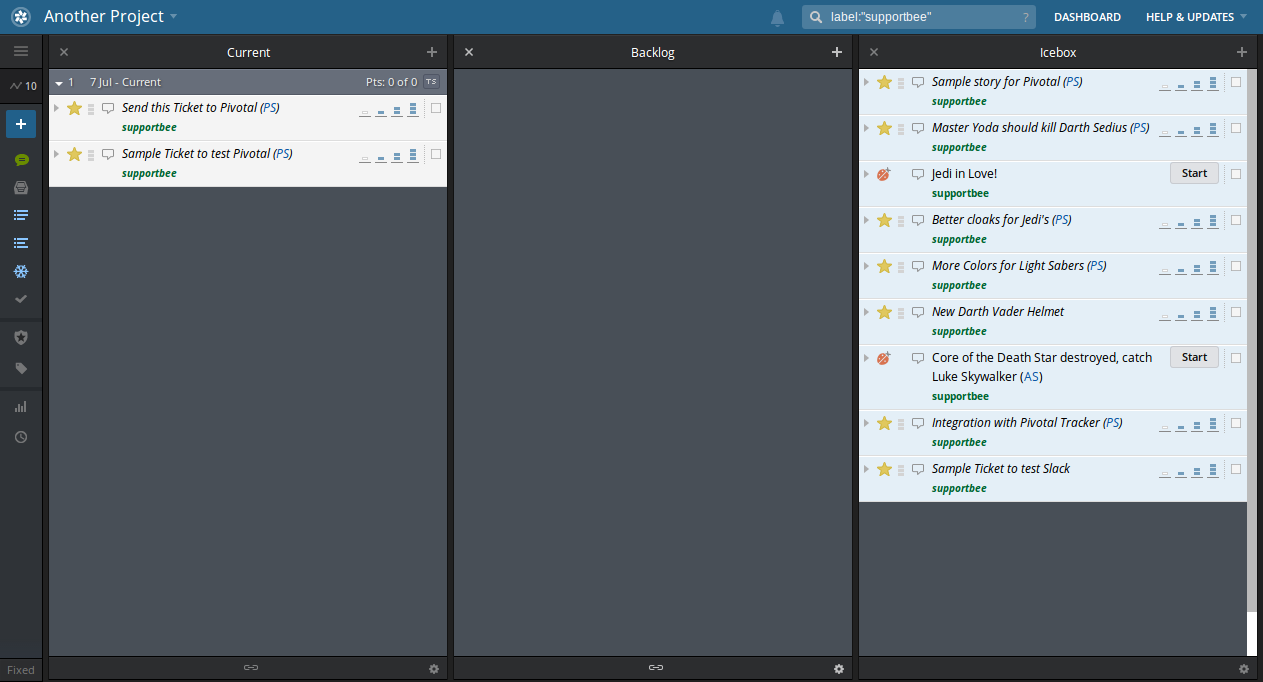 Another Project
label:"supportbee"
?
DASHBOARD
HELP & UPDATES
10
Fixed
Current
1 7 Jul - Current Pts: 0 of 0 TS
Send this Ticket to Pivotal (PS)
supportbee
Sample Ticket to test Pivotal (PS)
supportbee
Backlog
Icebox
Sample story for Pivotal (PS)
supportbee
Master Yoda should kill Darth Sedius (PS)
supportbee
Jedi in Love!
Start
supportbee
Better cloaks for Jedi's (PS)
supportbee
More Colors for Light Sabers (PS)
supportbee
New Darth Vader Helmet
supportbee
Core of the Death Star destroyed, catch
Start
Luke Skywalker (AS)
supportbee
Integration with Pivotal Tracker (PS)
supportbee
Sample Ticket to test Slack
supportbee